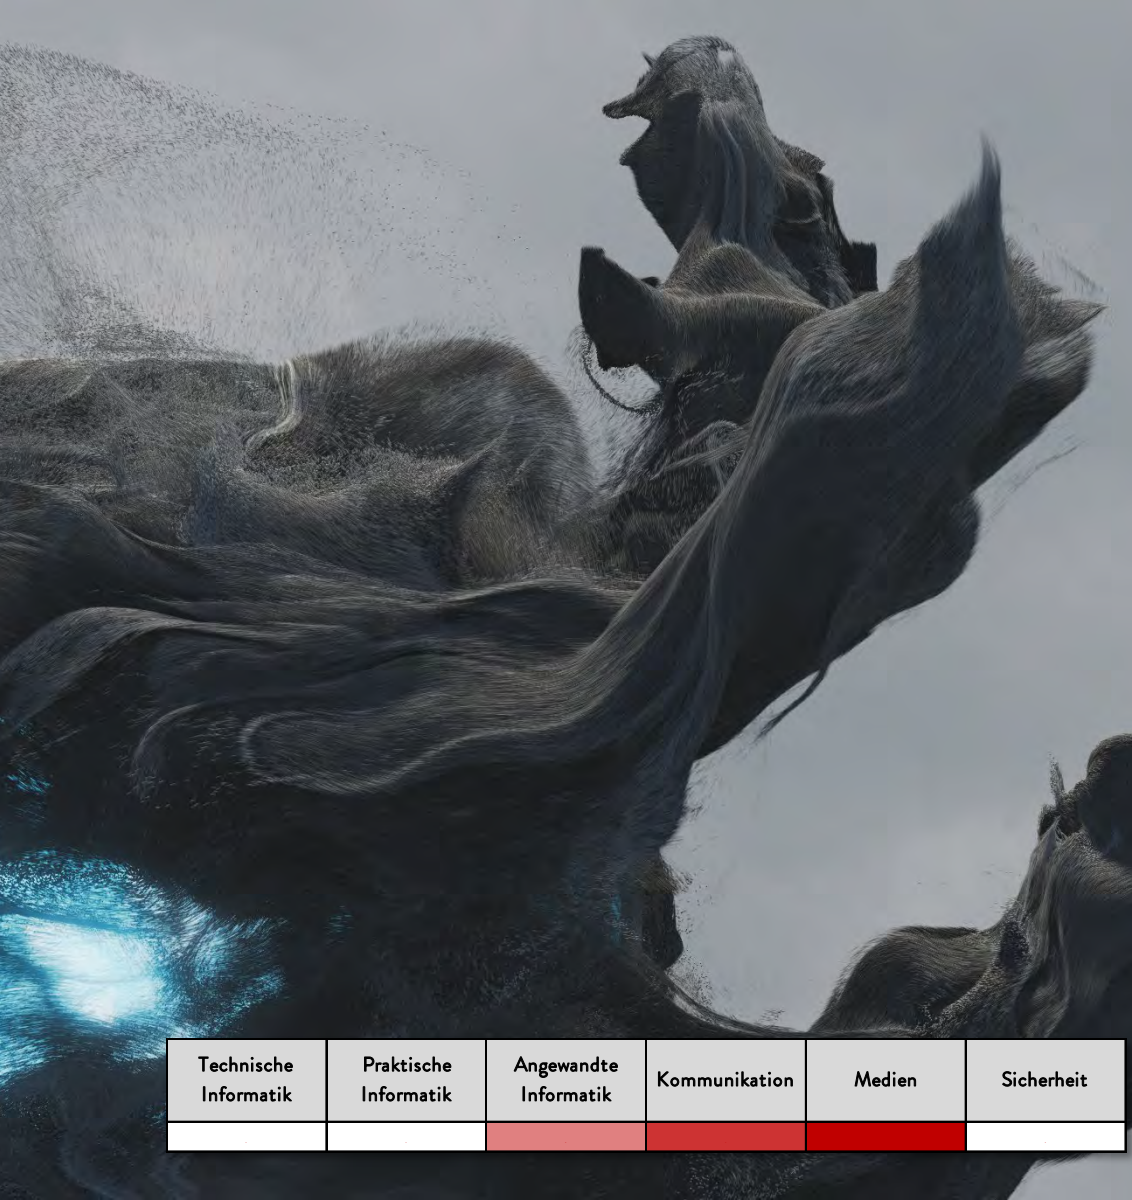 Technische Informatik
Praktische Informatik
Angewandte Informatik
Kommunikation
Medien
Sicherheit